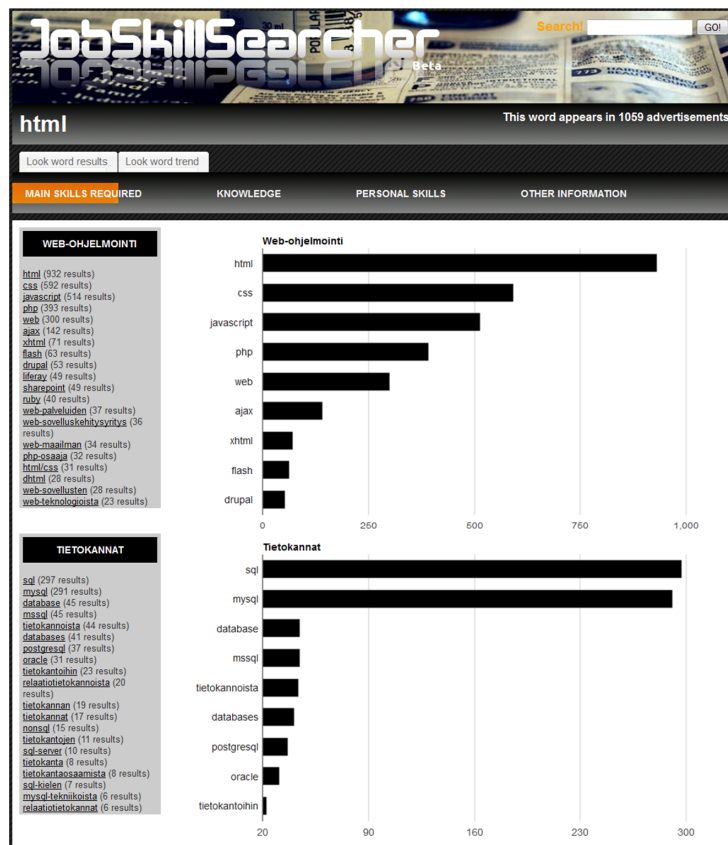 JobSkillSearcher
Beta
Search!
GO!
html
This word appears in 1059 advertisements
Look word results
Look word trend
MAIN SKILLS REQUIRED
KNOWLEDGE
PERSONAL SKILLS
OTHER INFORMATION
WEB-OHJELMOINTI
html (932 results)
css (592 results)
javascript (514 results)
php (393 results)
web (300 results)
ajax (142 results)
xhtml (71 results)
flash (63 results)
drupal (53 results)
liferay (49 results)
sharepoint (49 results)
ruby (40 results)
web-palveluiden (37 results)
web-sovelluskehitysyritys (36
results)
web-maailman (34 results)
php-osaaja (32 results)
html/css (31 results)
dhtml (28 results)
web-sovellusten (28 results)
web-teknologioista (23 results)
Web-ohjelmointi
html
css
javascript
php
web
ajax
xhtml
flash
drupal
0 250 500 750 1,000
TIETOKANNAT
sql (297 results)
mysql (291 results)
database (45 results)
mssql (45 results)
tietokannoista (44 results)
databases (41 results)
postgresql (37 results)
oracle (31 results)
tietokantoihin (23 results)
relaatiotietokannoista (20
results)
tietokannan (19 results)
tietokannat (17 results)
nonsql (15 results)
tietokantojen (11 results)
sql-server (10 results)
tietokanta (8 results)
tietokantaosaamista (8 results)
sql-kielen (7 results)
mysql-tekniikoista (6 results)
relaatiotietokannat (6 results)
Tietokannat
sql
mysql
database
mssql
tietokannoista
databases
postgresql
oracle
tietokantoihin
20 90 160 230 300